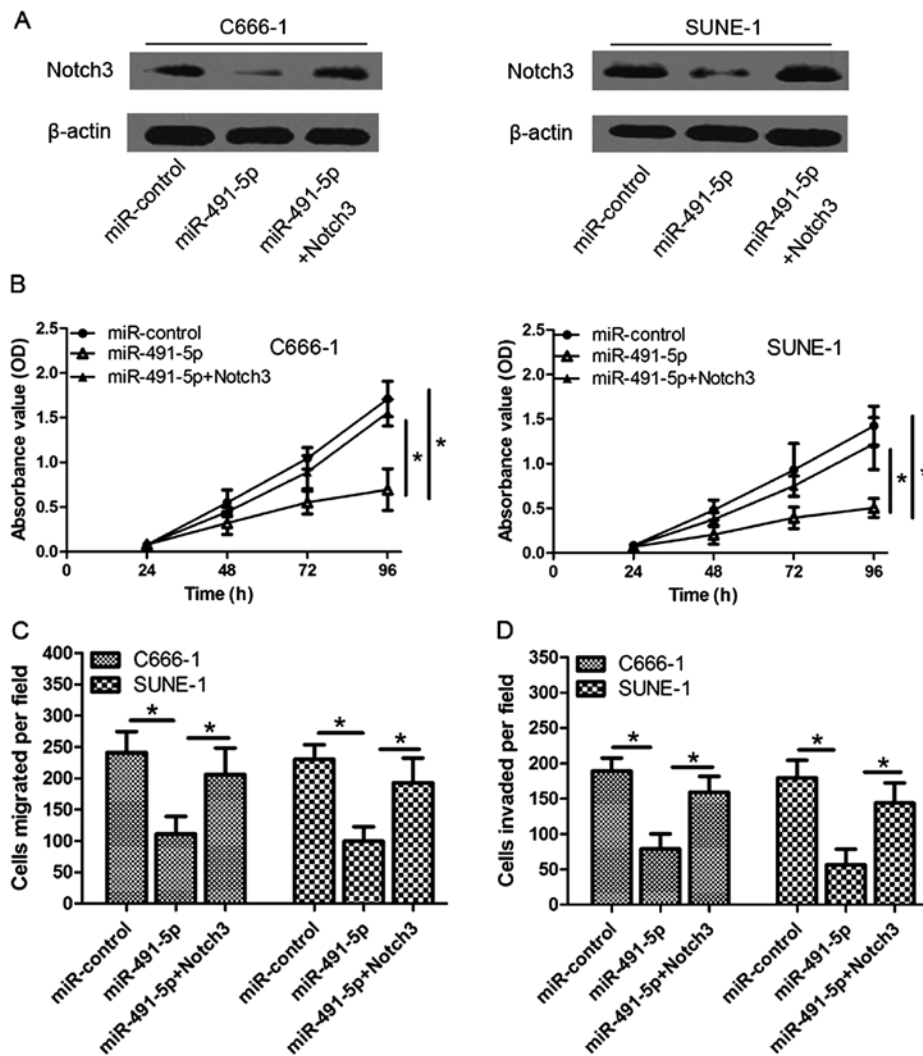 A
C666-1
Notch3
β-actin
miR-control
miR-491-5p
miR-491-5p
+Notch3
SUNE-1
Notch3
β-actin
miR-control
miR-491-5p
miR-491-5p
+Notch3
B
C666-1
miR-control
miR-491-5p
miR-491-5p+Notch3
Absorbance value (OD)
2.5
2.0
1.5
1.0
0.5
0.0
0 24 48 72 96
Time (h)
*
*
SUNE-1
miR-control
miR-491-5p
miR-491-5p+Notch3
Absorbance value (OD)
2.5
2.0
1.5
1.0
0.5
0.0
0 24 48 72 96
Time (h)
*
*
C
C666-1
SUNE-1
Cells migrated per field
400
350
300
250
200
150
100
50
0
* * * *
miR-control
miR-491-5p
miR-491-5p+Notch3
miR-control
miR-491-5p
miR-491-5p+Notch3
D
C666-1
SUNE-1
Cells invaded per field
350
300
250
200
150
100
50
0
* * * *
miR-control
miR-491-5p
miR-491-5p+Notch3
miR-control
miR-491-5p
miR-491-5p+Notch3